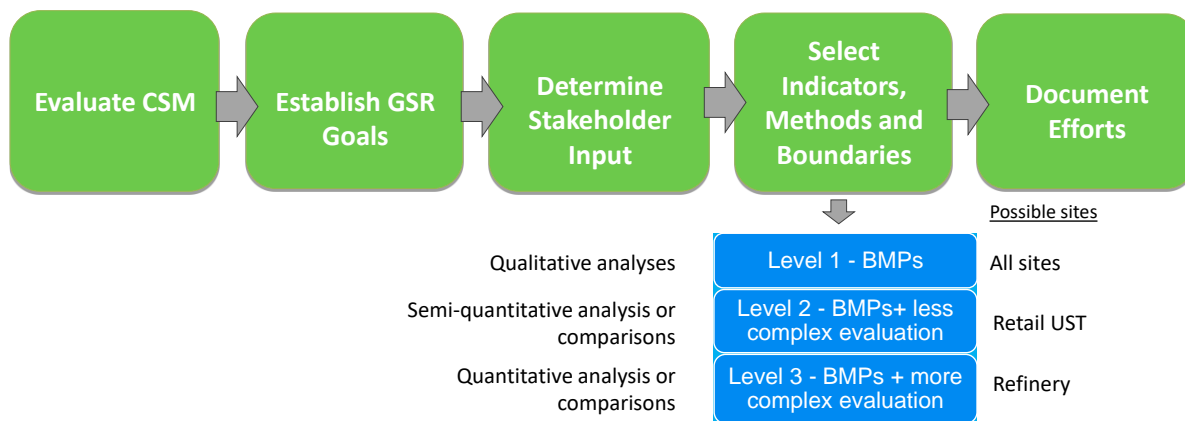 Evaluate CSM
Establish GSR
Goals
Determine
Stakeholder
Input
Select
Indicators,
Methods and
Boundaries
Document
Efforts
Possible sites
Qualitative analyses
Level 1 - BMPs
All sites
Semi-quantitative analysis or
comparisons
Level 2 - BMPs+ less
complex evaluation
Retail UST
Quantitative analysis or
comparisons
Level 3 - BMPs + more
complex evaluation
Refinery